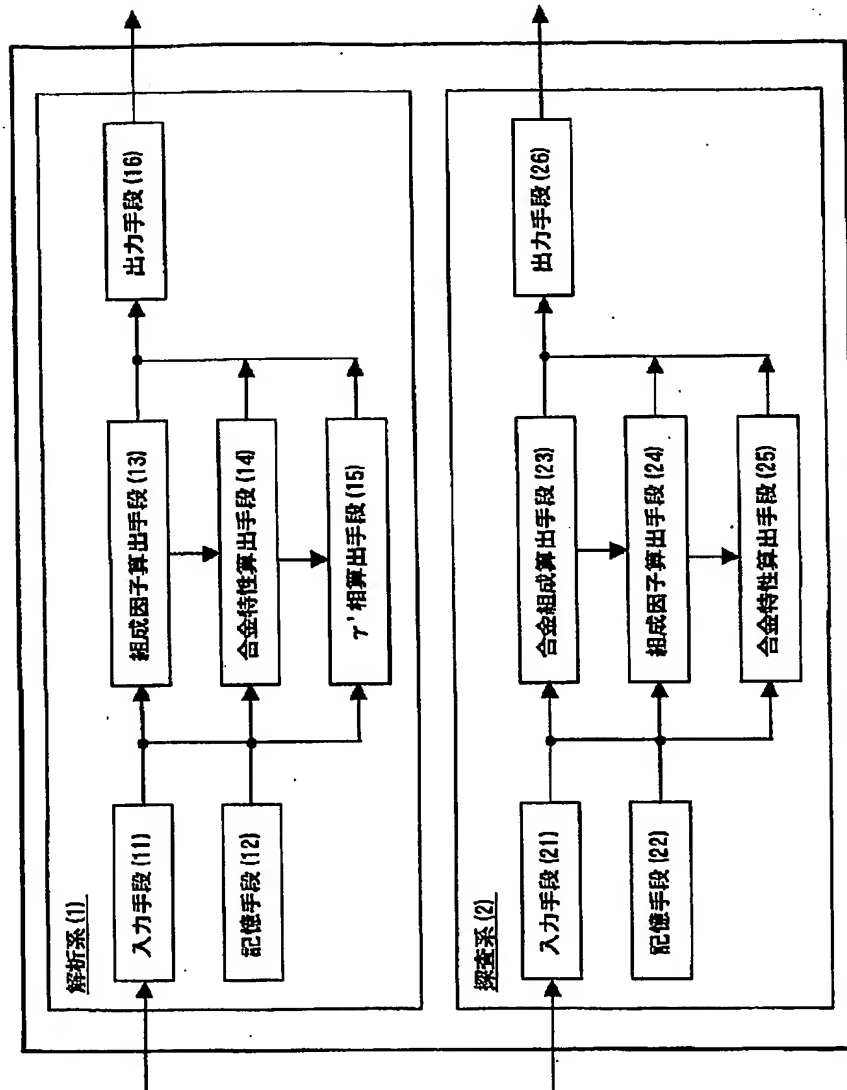 解析系(1)
入力手段(11)
記憶手段(12)
組成因子算出手段(13)
合金特性算出手段(14)
γ'相算出手段(15)
出力手段(16)
探査系(2)
入力手段(21)
記憶手段(22)
合金組成算出手段(23)
組成因子算出手段(24)
合金特性算出手段(25)
出力手段(26)